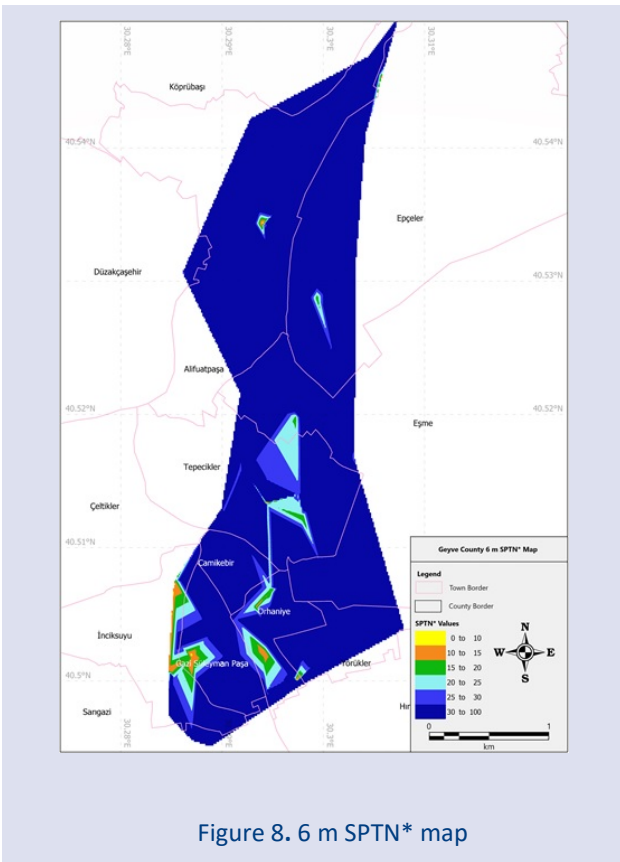 30.28°E
30.29°E
30.3°E
30.31°E
Köprübaşı
40.54°N
40.54°N
Epçeler
Düzakçaşehir
40.53°N
40.53°N
Alifuatpaşa
40.52°N
40.52°N
Eşme
Tepecikler
Çeltikler
40.51°N
Camikebir
Orhaniye
İnciksuyu
Gazi Süleyman Paşa
Yörükler
40.5°N
Sarıgazi
30.28°E
30.3°E
Geyve County 6 m SPTN* Map
Legend
Town Border
County Border
SPTN* Values
0 to 10
10 to 15
15 to 20
20 to 25
25 to 30
30 to 100
N
W E
S
0 1
km
Figure 8. 6 m SPTN* map